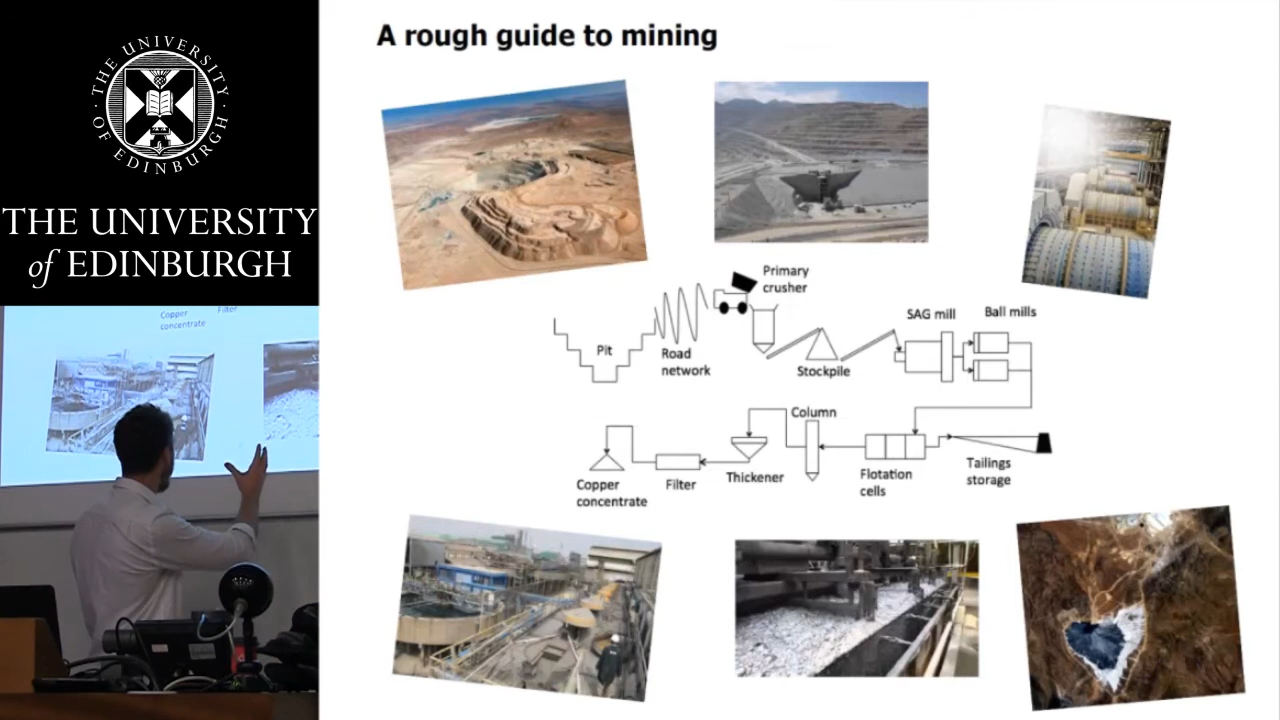 THE UNIVERSITY OF EDINBURGH
THE UNIVERSITY
of EDINBURGH
Copper
concentrate
Filter
A rough guide to mining
Primary
crusher
Pit
Road
network
Stockpile
SAG mill
Ball mills
Column
Copper
concentrate
Filter
Thickener
Flotation
cells
Tailings
storage